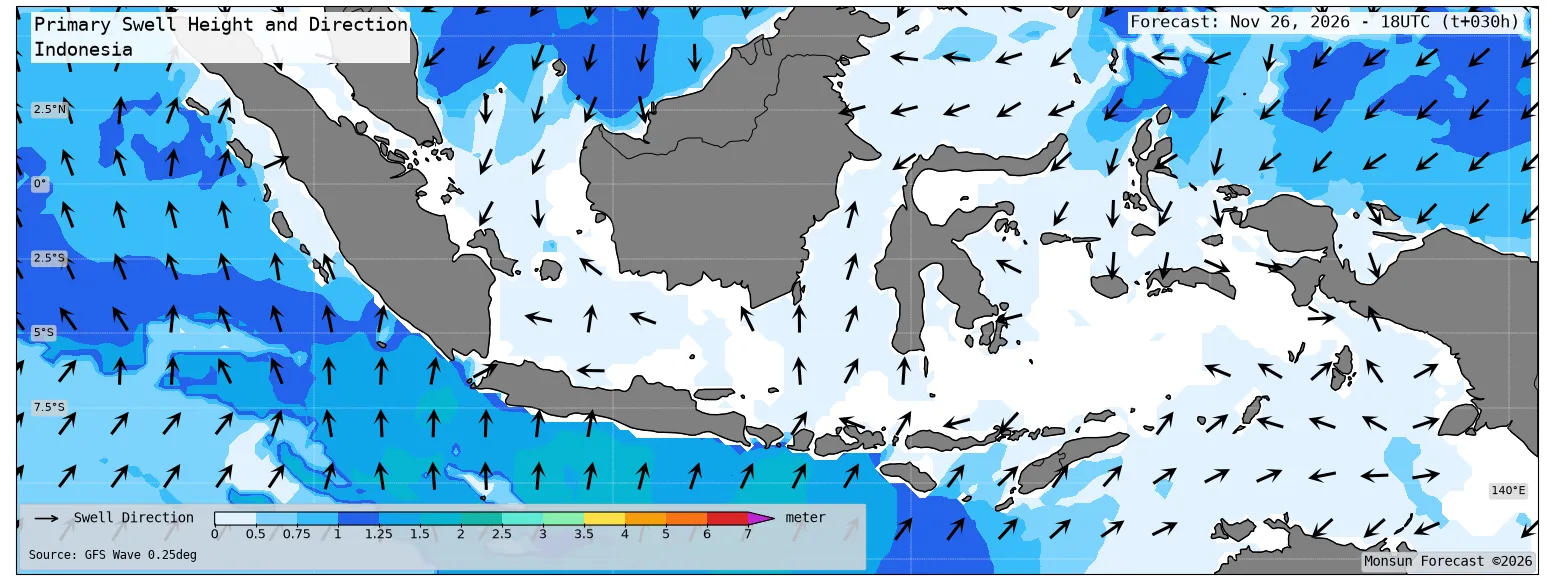 Primary Swell Height and Direction
Indonesia
Forecast: Nov 26, 2026 - 18UTC (t+030h)
2.5°N
0°
2.5°S
5°S
7.5°S
140°E
Swell Direction
0 0.5 0.75 1 1.25 1.5 2 2.5 3 3.5 4 5 6 7
meter
Source: GFS Wave 0.25deg
Monsun Forecast ©2026